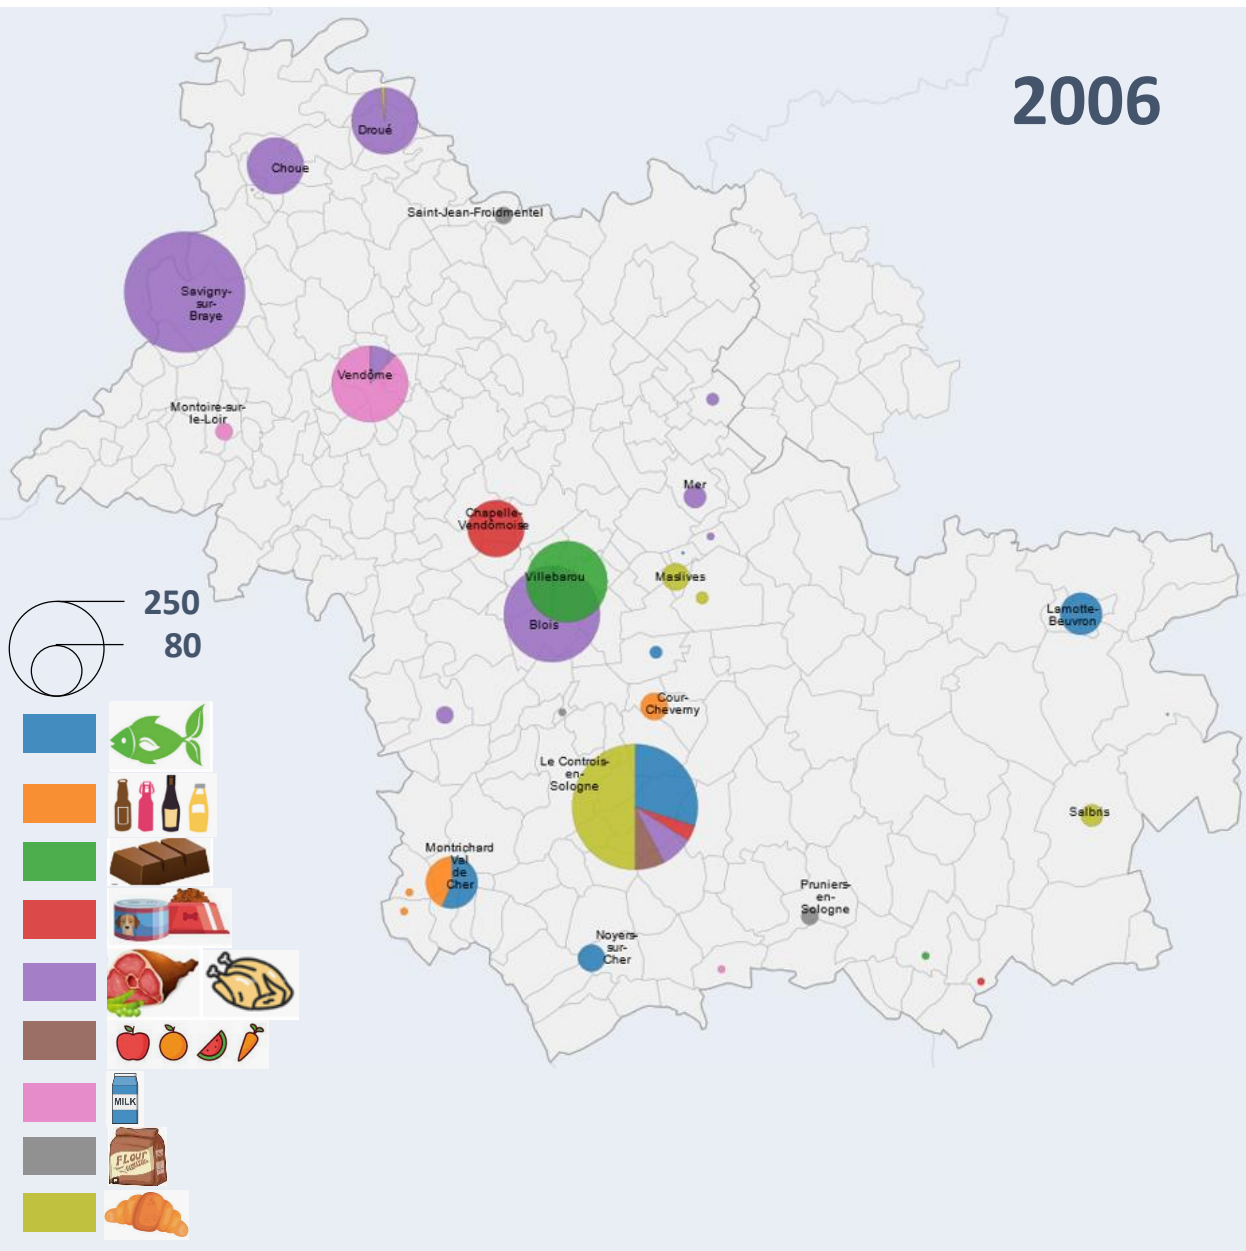 2006
Droué
Choue
Saint-Jean-Froidmentel
Savigny-
sur-
Braye
Vendôme
Montoire-sur-
le-Loir
Mer
Chapelle-
Vendômoise
Villebarou
Maslives
Blois
Lamotte-
Beuvron
250
80
Cour-
Cheverny
Le Controis-
en-
Sologne
Salbris
Montrichard
Val
de
Cher
Pruniers-
en-
Sologne
Noyers-
sur-
Cher
MILK
FLOUR